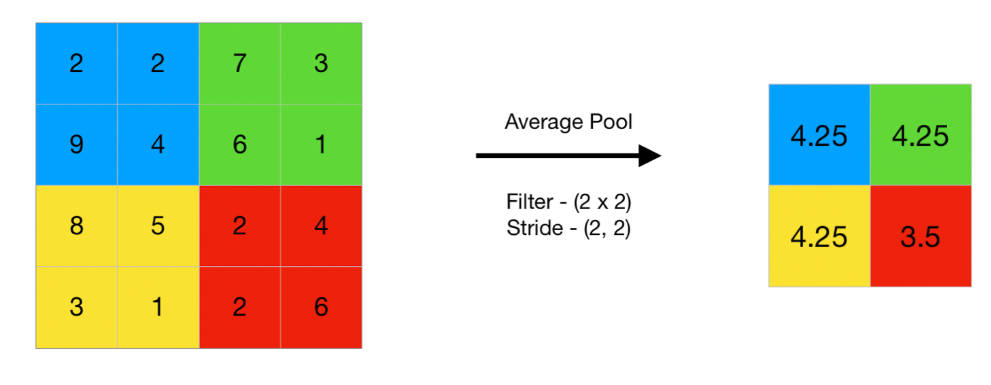 2 2 7 3
9 4 6 1
8 5 2 4
3 1 2 6
Average Pool
Filter - (2 x 2)
Stride - (2, 2)
4.25 4.25
4.25 3.5